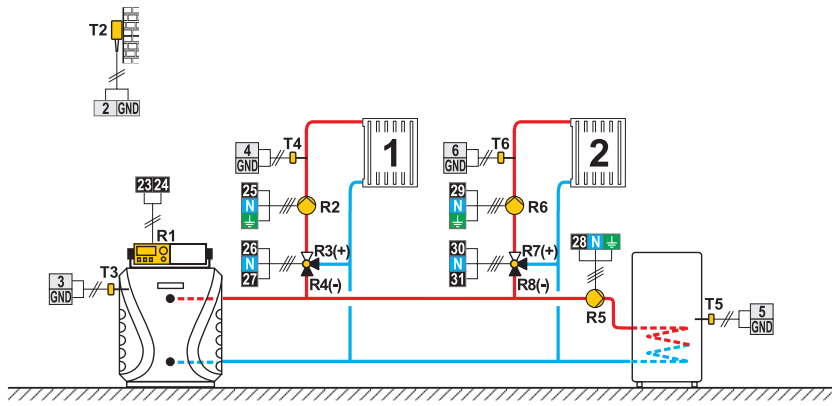 T2
2 GND
4
GND
T4
1
6
GND
T6
2
23 24
25
N
R2
29
N
R6
R1
26
N
27
R3(+)
R4(-)
30
N
31
R7(+)
R8(-)
28 N
3
GND
T3
R5
T5
5
GND